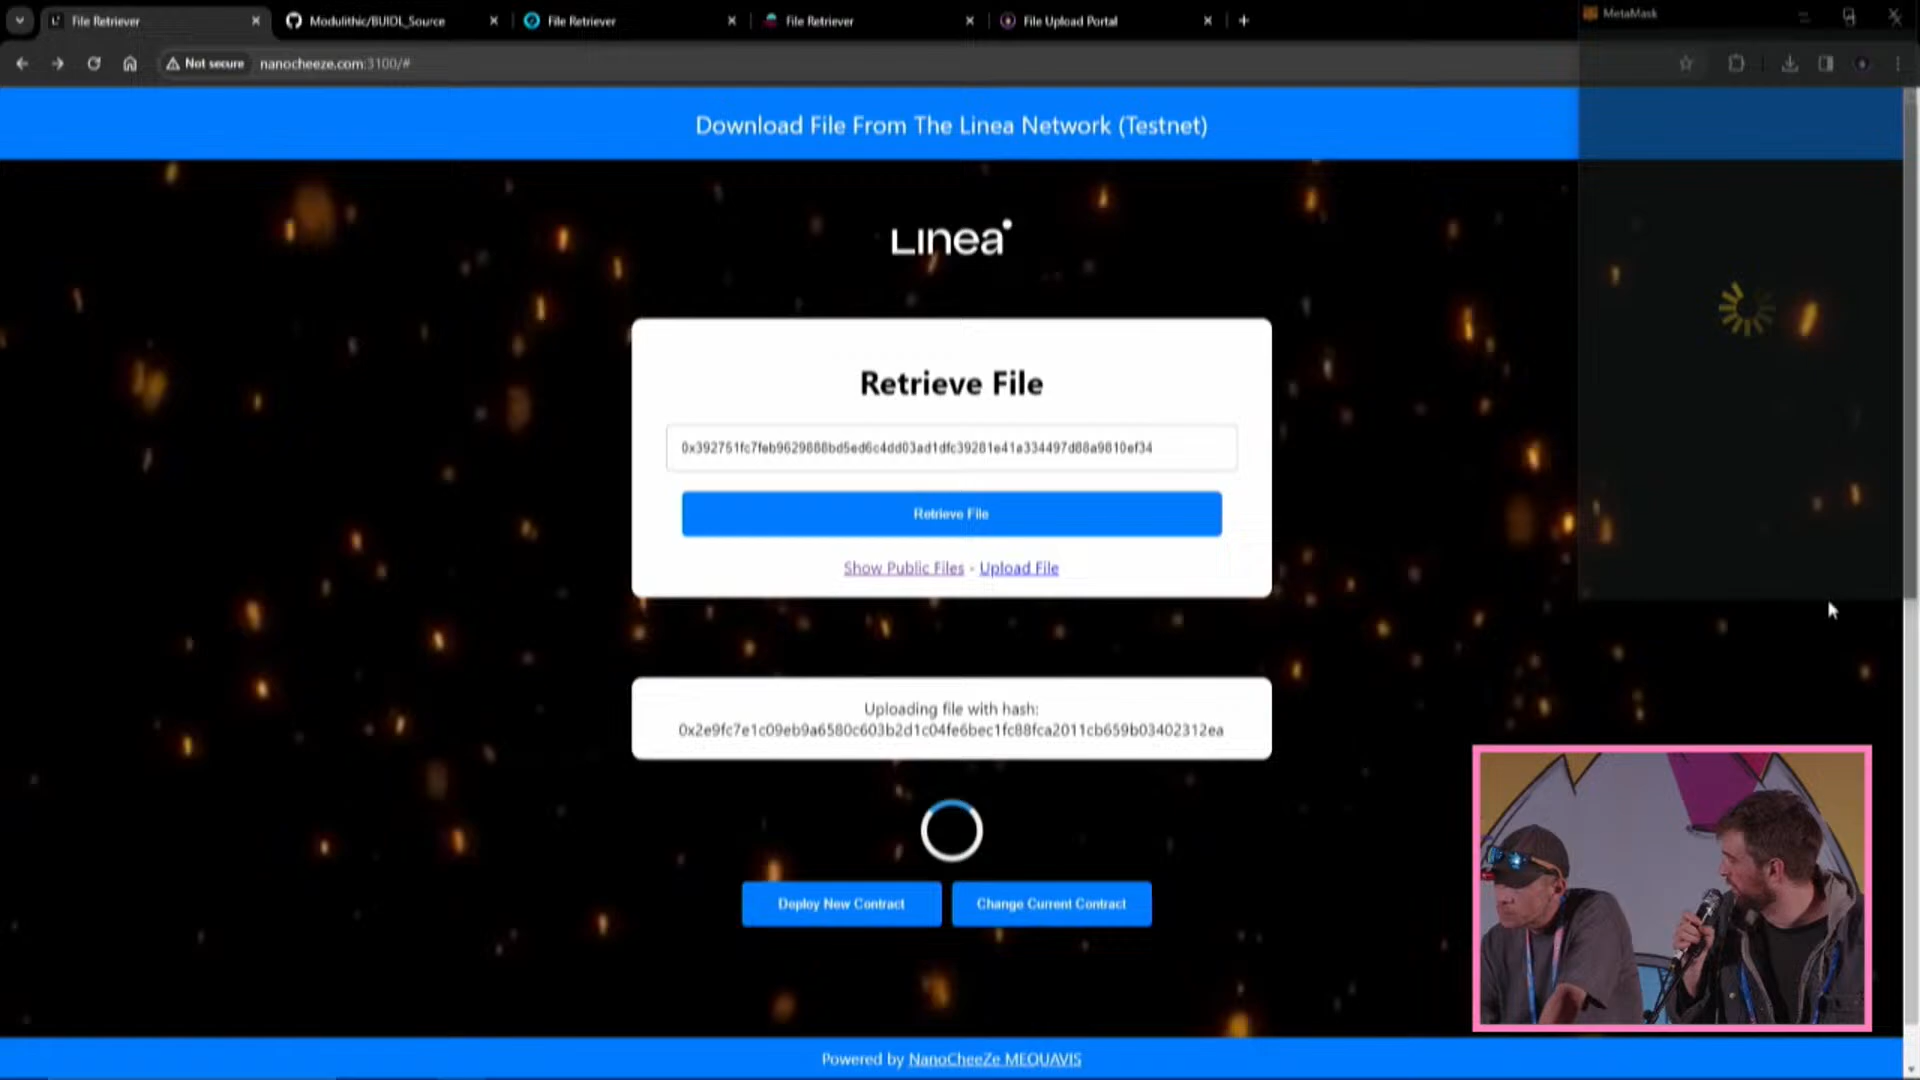 File Retriever
Modulithic/BUIDL_Source
File Retriever
File Retriever
File Upload Portal
MetaMask
Not secure
nanocheeze.com:3100/#
Download File From The Linea Network (Testnet)
Linea
Retrieve File
0x392751fc7feb9629888bd5ed6c4dd03ad1dfc39281e41a334497d88a9810ef34
Retrieve File
Show Public Files - Upload File
Uploading file with hash:
0x2e9fc7e1c09eb9a6580c603b2d1c04fe6bec1fc88fca2011cb659b03402312ea
Deploy New Contract
Change Current Contract
Powered by NanoCheeZe MEQUAVIS